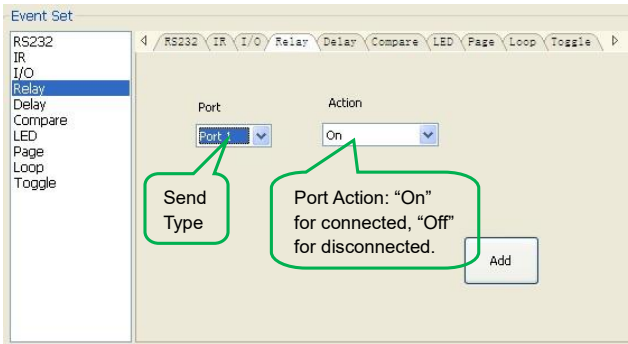 Event Set
RS232
IR
I/O
Relay
Delay
Compare
LED
Page
Loop
Toggle
RS232 IR I/O Relay Delay Compare LED Page Loop Toggle
Port Action
Port 1 On
Send
Type
Port Action: “On”
for connected, “Off”
for disconnected.
Add